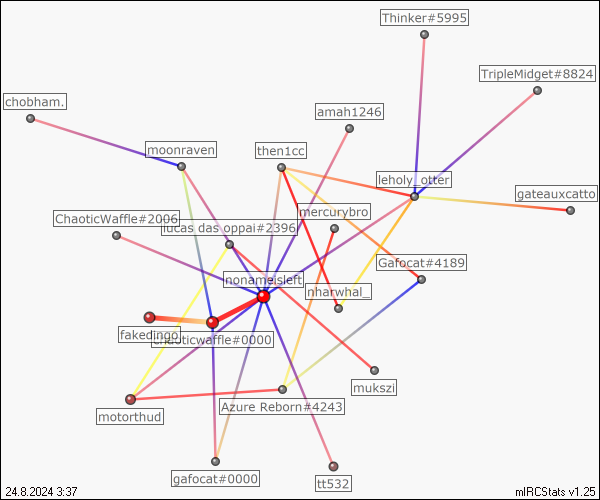 Thinker#5995
TripleMidget#8824
chobham.
amah1246
moonraven
then1cc
leholy_otter
gateauxcatto
mercurybro
ChaoticWaffle#2006
lucas das oppai#2396
Gafocat#4189
nonameisleft
nharwhal_
fakedingo
chaoticwaffle#0000
mukszi
Azure Reborn#4243
motorthud
gafocat#0000
tt532
24.8.2024 3:37
mIRCStats v1.25